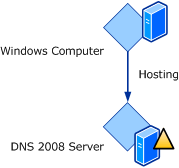 Windows Computer
Hosting
DNS 2008 Server